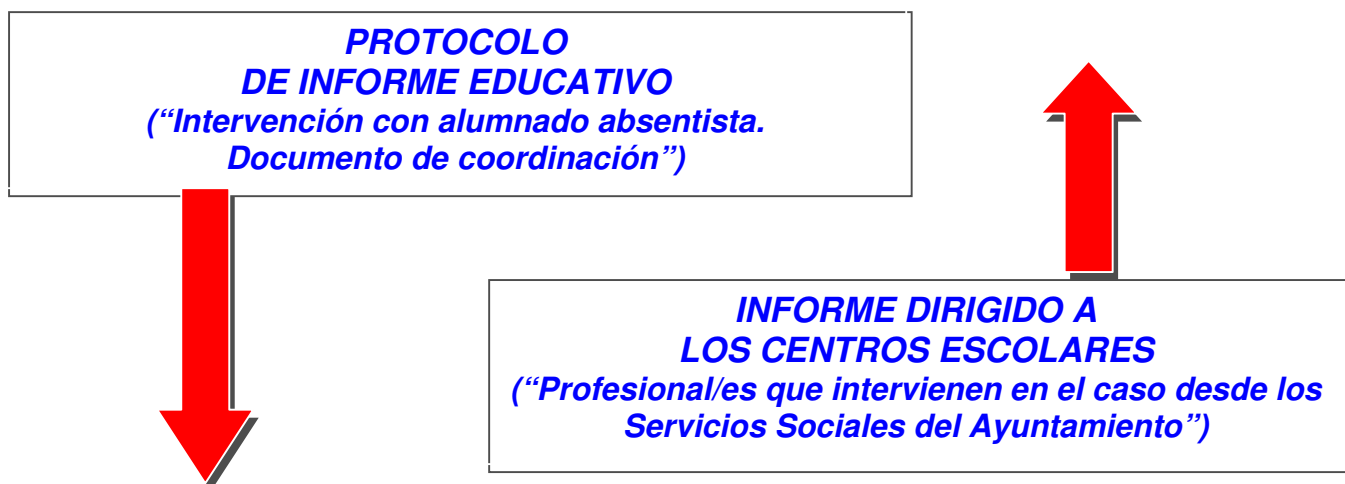 PROTOCOLO
DE INFORME EDUCATIVO
(“Intervención con alumnado absentista.
Documento de coordinación”)
INFORME DIRIGIDO A
LOS CENTROS ESCOLARES
(“Profesional/es que intervienen en el caso desde los
Servicios Sociales del Ayuntamiento”)